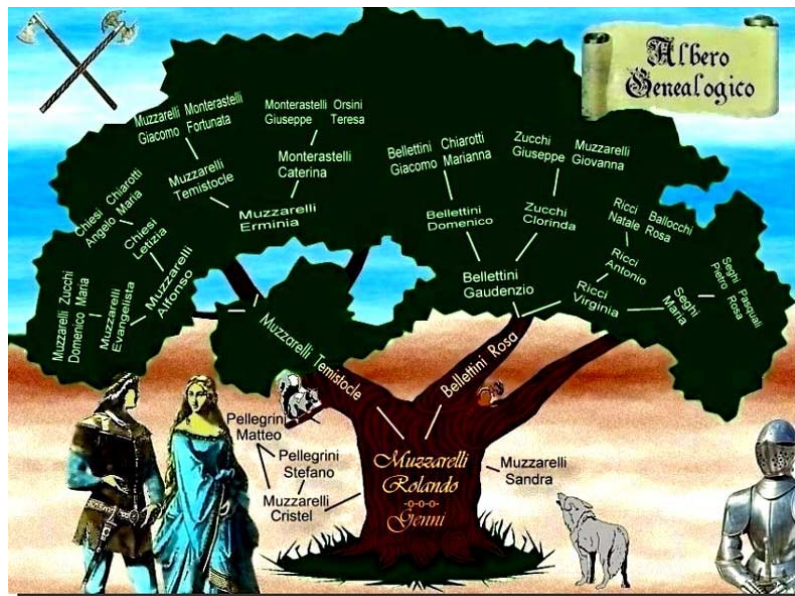 Albero
Genealogico
Muzzarelli Monterastelli
Giacomo Fortunata
Monterastelli Orsini
Giuseppe Teresa
Muzzarelli
Temistocle
Monterastelli
Caterina
Muzzarelli
Erminia
Chiesi Chiarotti
Angelo Maria
Chiesi
Letizia
Muzzarelli Zucchi
Domenico Maria
Muzzarelli
Evangelista
Muzzarelli
Alfonso
Bellettini Chiarotti
Giacomo Marianna
Zucchi Muzzarelli
Giuseppe Giovanna
Bellettini
Domenico
Zucchi
Clorinda
Bellettini
Gaudenzio
Ricci Ballocchi
Natale Rosa
Ricci
Antonio
Ricci
Virginia
Seghi
Maria
Seghi Pasquali
Pietro Rosa
Muzzarelli Temistocle
Bellettini Rosa
Pellegrini
Matteo
Pellegrini
Stefano
Muzzarelli
Cristel
Muzzarelli
Rolando
-o-o-o-
Genni
Muzzarelli
Sandra